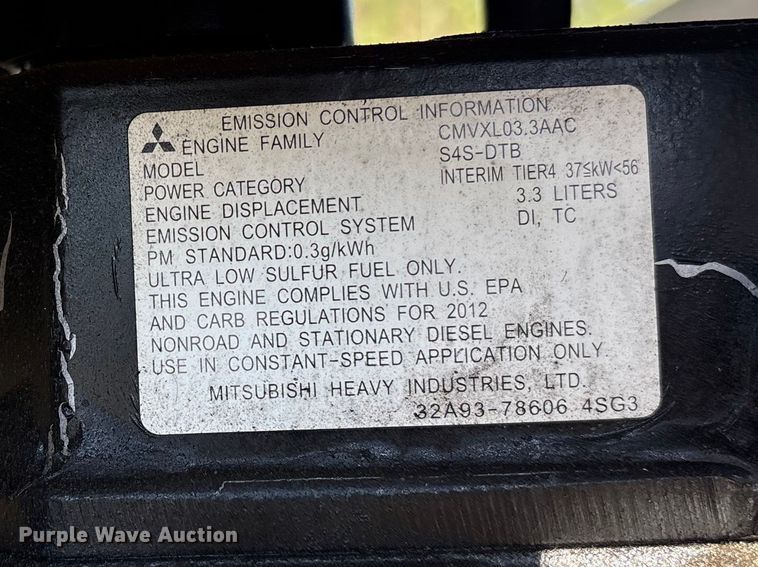 EMISSION CONTROL INFORMATION
ENGINE FAMILY CMVXL03.3AAC
MODEL S4S-DTB
POWER CATEGORY INTERIM TIER4 37≤kW<56
ENGINE DISPLACEMENT 3.3 LITERS
EMISSION CONTROL SYSTEM DI, TC
PM STANDARD:0.3g/kWh
ULTRA LOW SULFUR FUEL ONLY.
THIS ENGINE COMPLIES WITH U.S. EPA
AND CARB REGULATIONS FOR 2012
NONROAD AND STATIONARY DIESEL ENGINES.
USE IN CONSTANT-SPEED APPLICATION ONLY.
MITSUBISHI HEAVY INDUSTRIES, LTD.
32A93-78606 4SG3
Purple Wave Auction